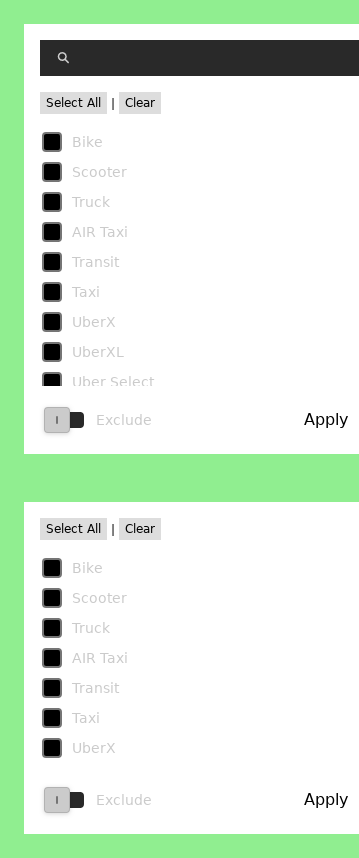 Select All | Clear
Bike
Scooter
Truck
AIR Taxi
Transit
Taxi
UberX
UberXL
Uber Select
Exclude Apply
Select All | Clear
Bike
Scooter
Truck
AIR Taxi
Transit
Taxi
UberX
Exclude Apply